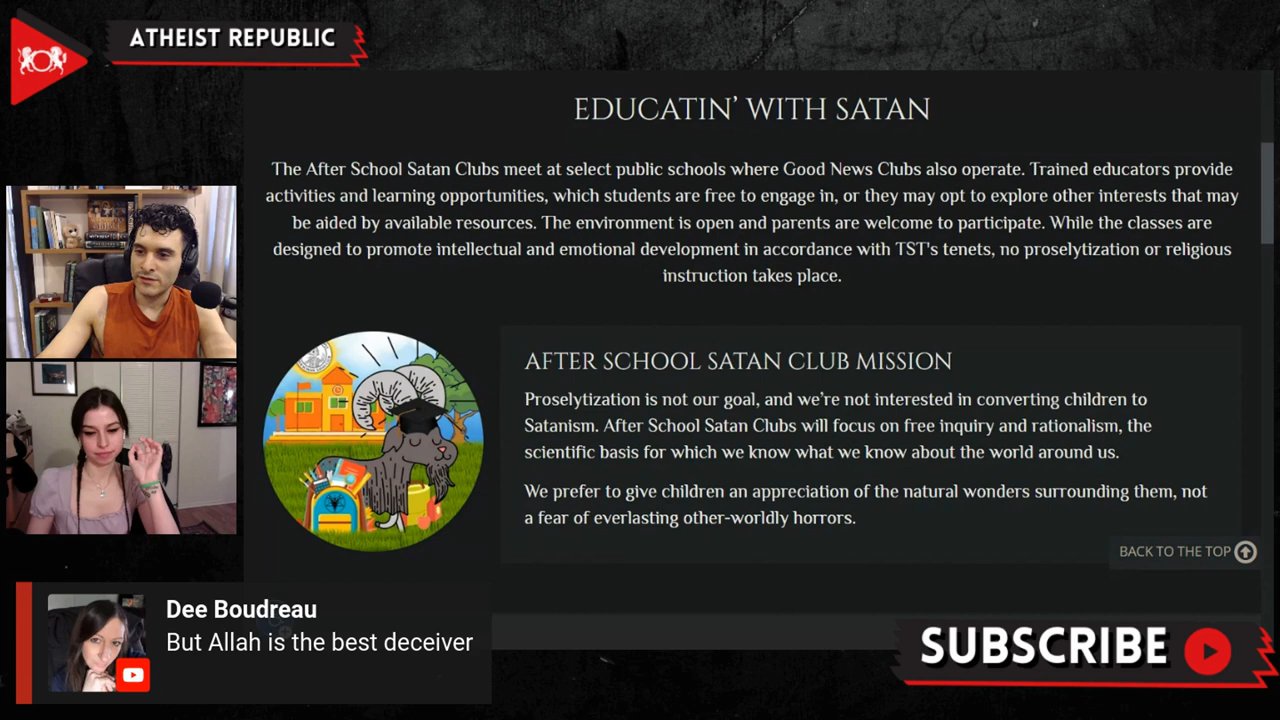 ATHEIST REPUBLIC
EDUCATIN’ WITH SATAN
The After School Satan Clubs meet at select public schools where Good News Clubs also operate. Trained educators provide
activities and learning opportunities, which students are free to engage in, or they may opt to explore other interests that may
be aided by available resources. The environment is open and parents are welcome to participate. While the classes are
designed to promote intellectual and emotional development in accordance with TST's tenets, no proselytization or religious
instruction takes place.
AFTER SCHOOL SATAN CLUB MISSION
Proselytization is not our goal, and we’re not interested in converting children to
Satanism. After School Satan Clubs will focus on free inquiry and rationalism, the
scientific basis for which we know what we know about the world around us.
We prefer to give children an appreciation of the natural wonders surrounding them, not
a fear of everlasting other-worldly horrors.
BACK TO THE TOP
Dee Boudreau
But Allah is the best deceiver
SUBSCRIBE